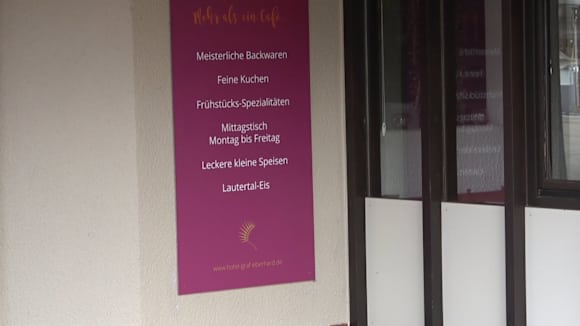 Mehr als ein Café
Meisterliche Backwaren
Feine Kuchen
Frühstücks-Spezialitäten
Mittagstisch
Montag bis Freitag
Leckere kleine Speisen
Lautertal-Eis
www.hotel-graf-eberhard.de